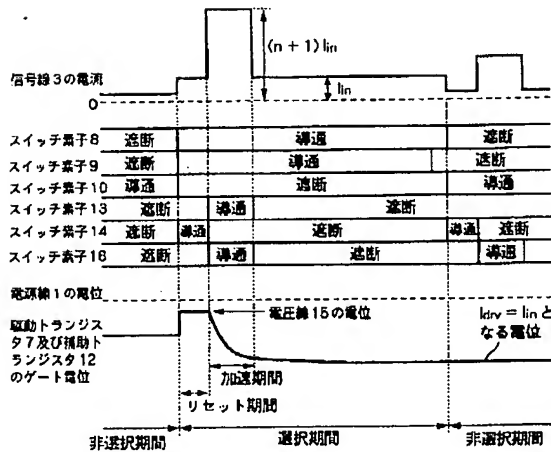 (n + 1) Iin
信号線3の電流
Iin
0
スイッチ素子8 遮断 導通 遮断
スイッチ素子9 遮断 導通 遮断
スイッチ素子10 導通 遮断 導通
スイッチ素子13 遮断 導通 遮断
スイッチ素子14 遮断 導通 遮断 導通 遮断
スイッチ素子16 遮断 導通 遮断 導通
電源線1の電位
電圧線15の電位
Idrv = Iin と
なる電位
駆動トランジス
タ7及び補助ト
ランジスタ12
のゲート電位
加速期間
リセット期間
非選択期間 選択期間 非選択期間